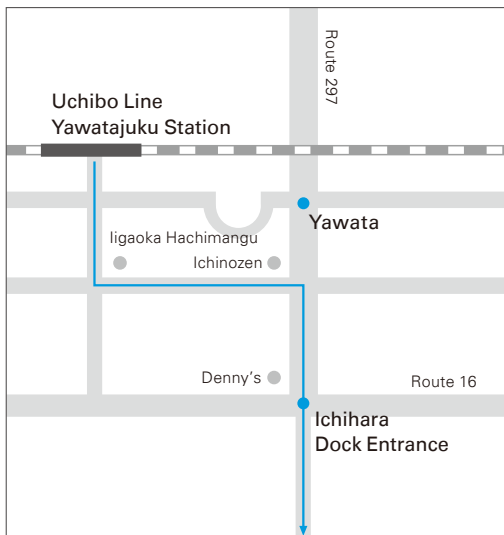 Route 297
Uchibo Line
Yawatajuku Station
Yawata
Iigaoka Hachimangu
Ichinozen
Denny's
Route 16
Ichihara
Dock Entrance